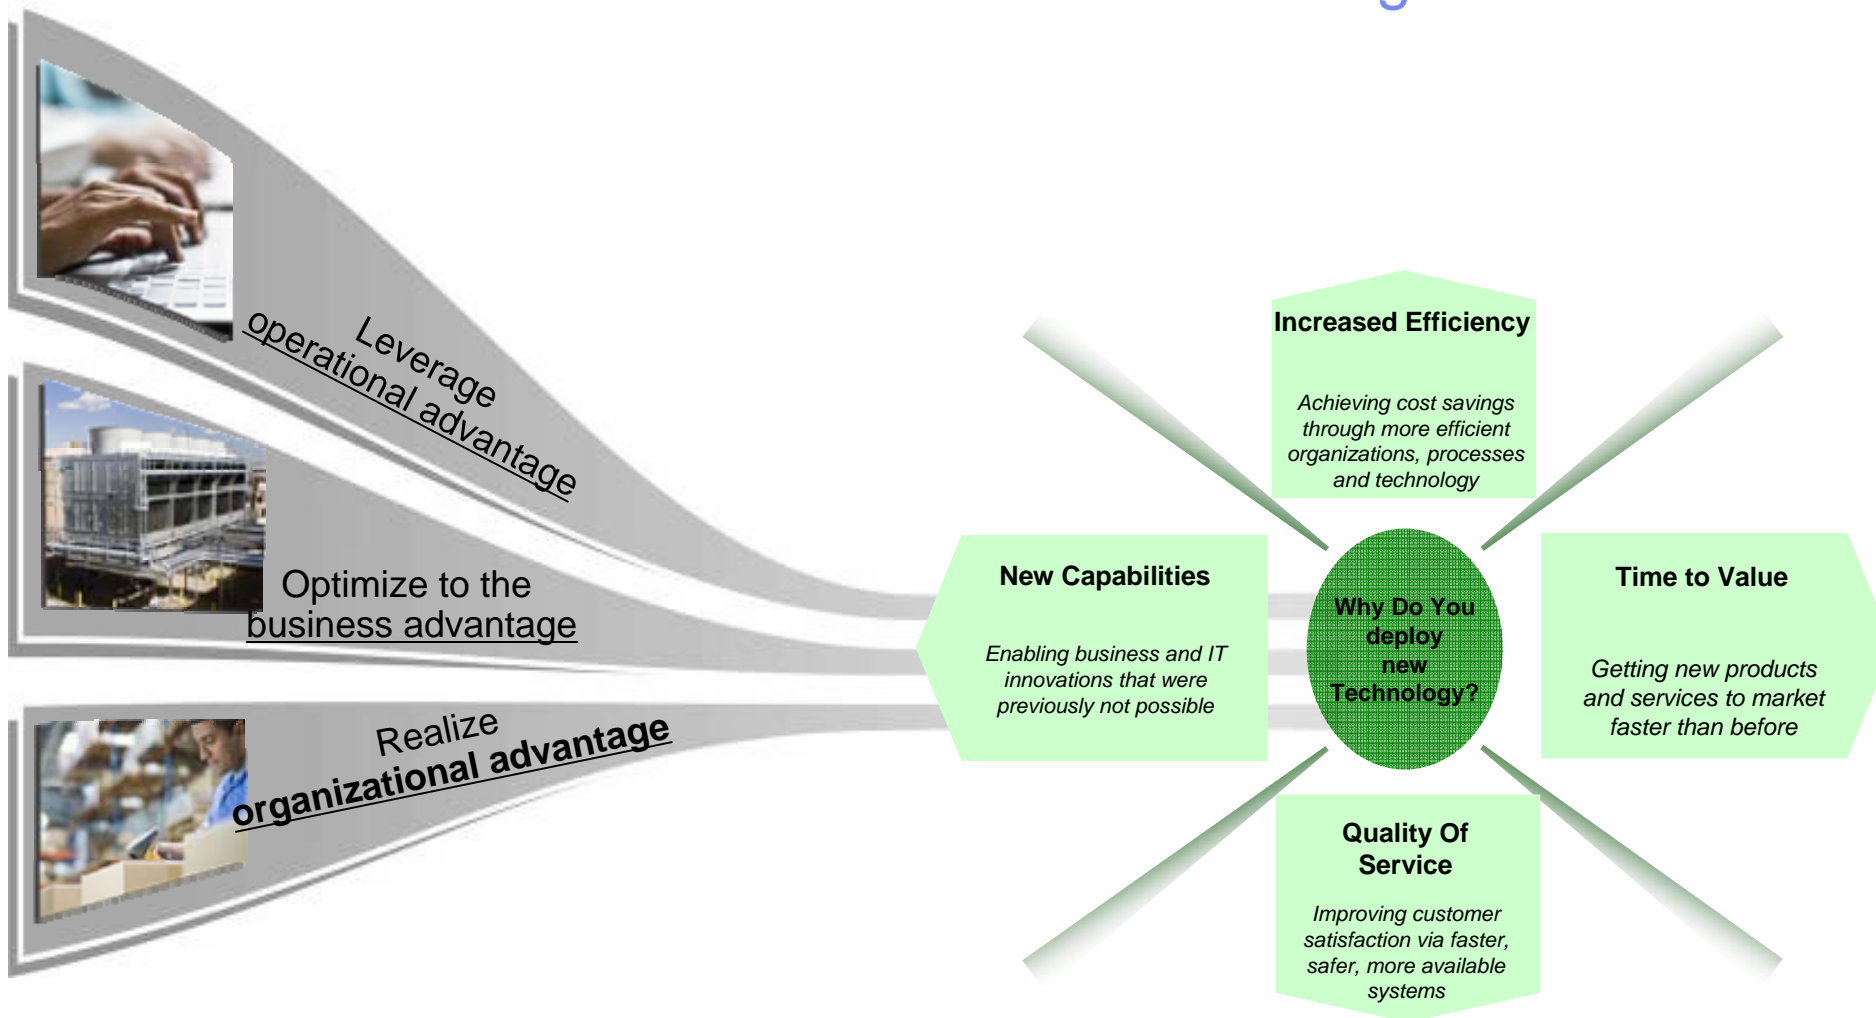 Leverage
operational advantage
Optimize to the
business advantage
Realize
organizational advantage
Increased Efficiency
Achieving cost savings
through more efficient
organizations, processes
and technology
New Capabilities
Enabling business and IT
innovations that were
previously not possible
Why Do You
deploy
new
Technology?
Time to Value
Getting new products
and services to market
faster than before
Quality Of
Service
Improving customer
satisfaction via faster,
safer, more available
systems